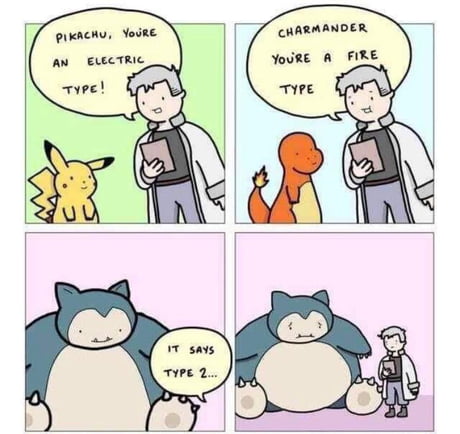 PIKACHU, YOU'RE
AN ELECTRIC
TYPE!
CHARMANDER
YOU'RE A FIRE
TYPE
IT SAYS
TYPE 2...